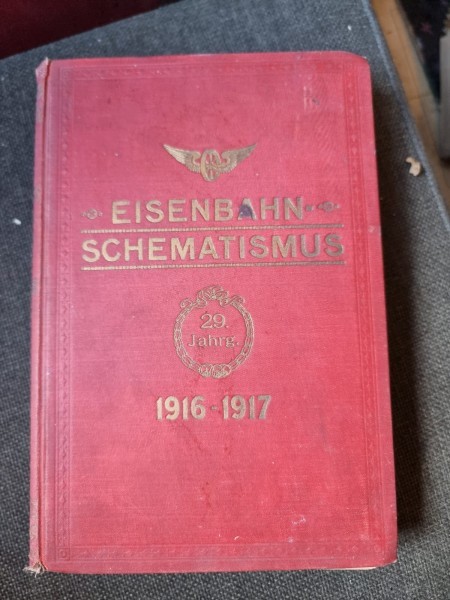 EISENBAHN
SCHEMATISMUS
29.
Jahrg.
1916-1917